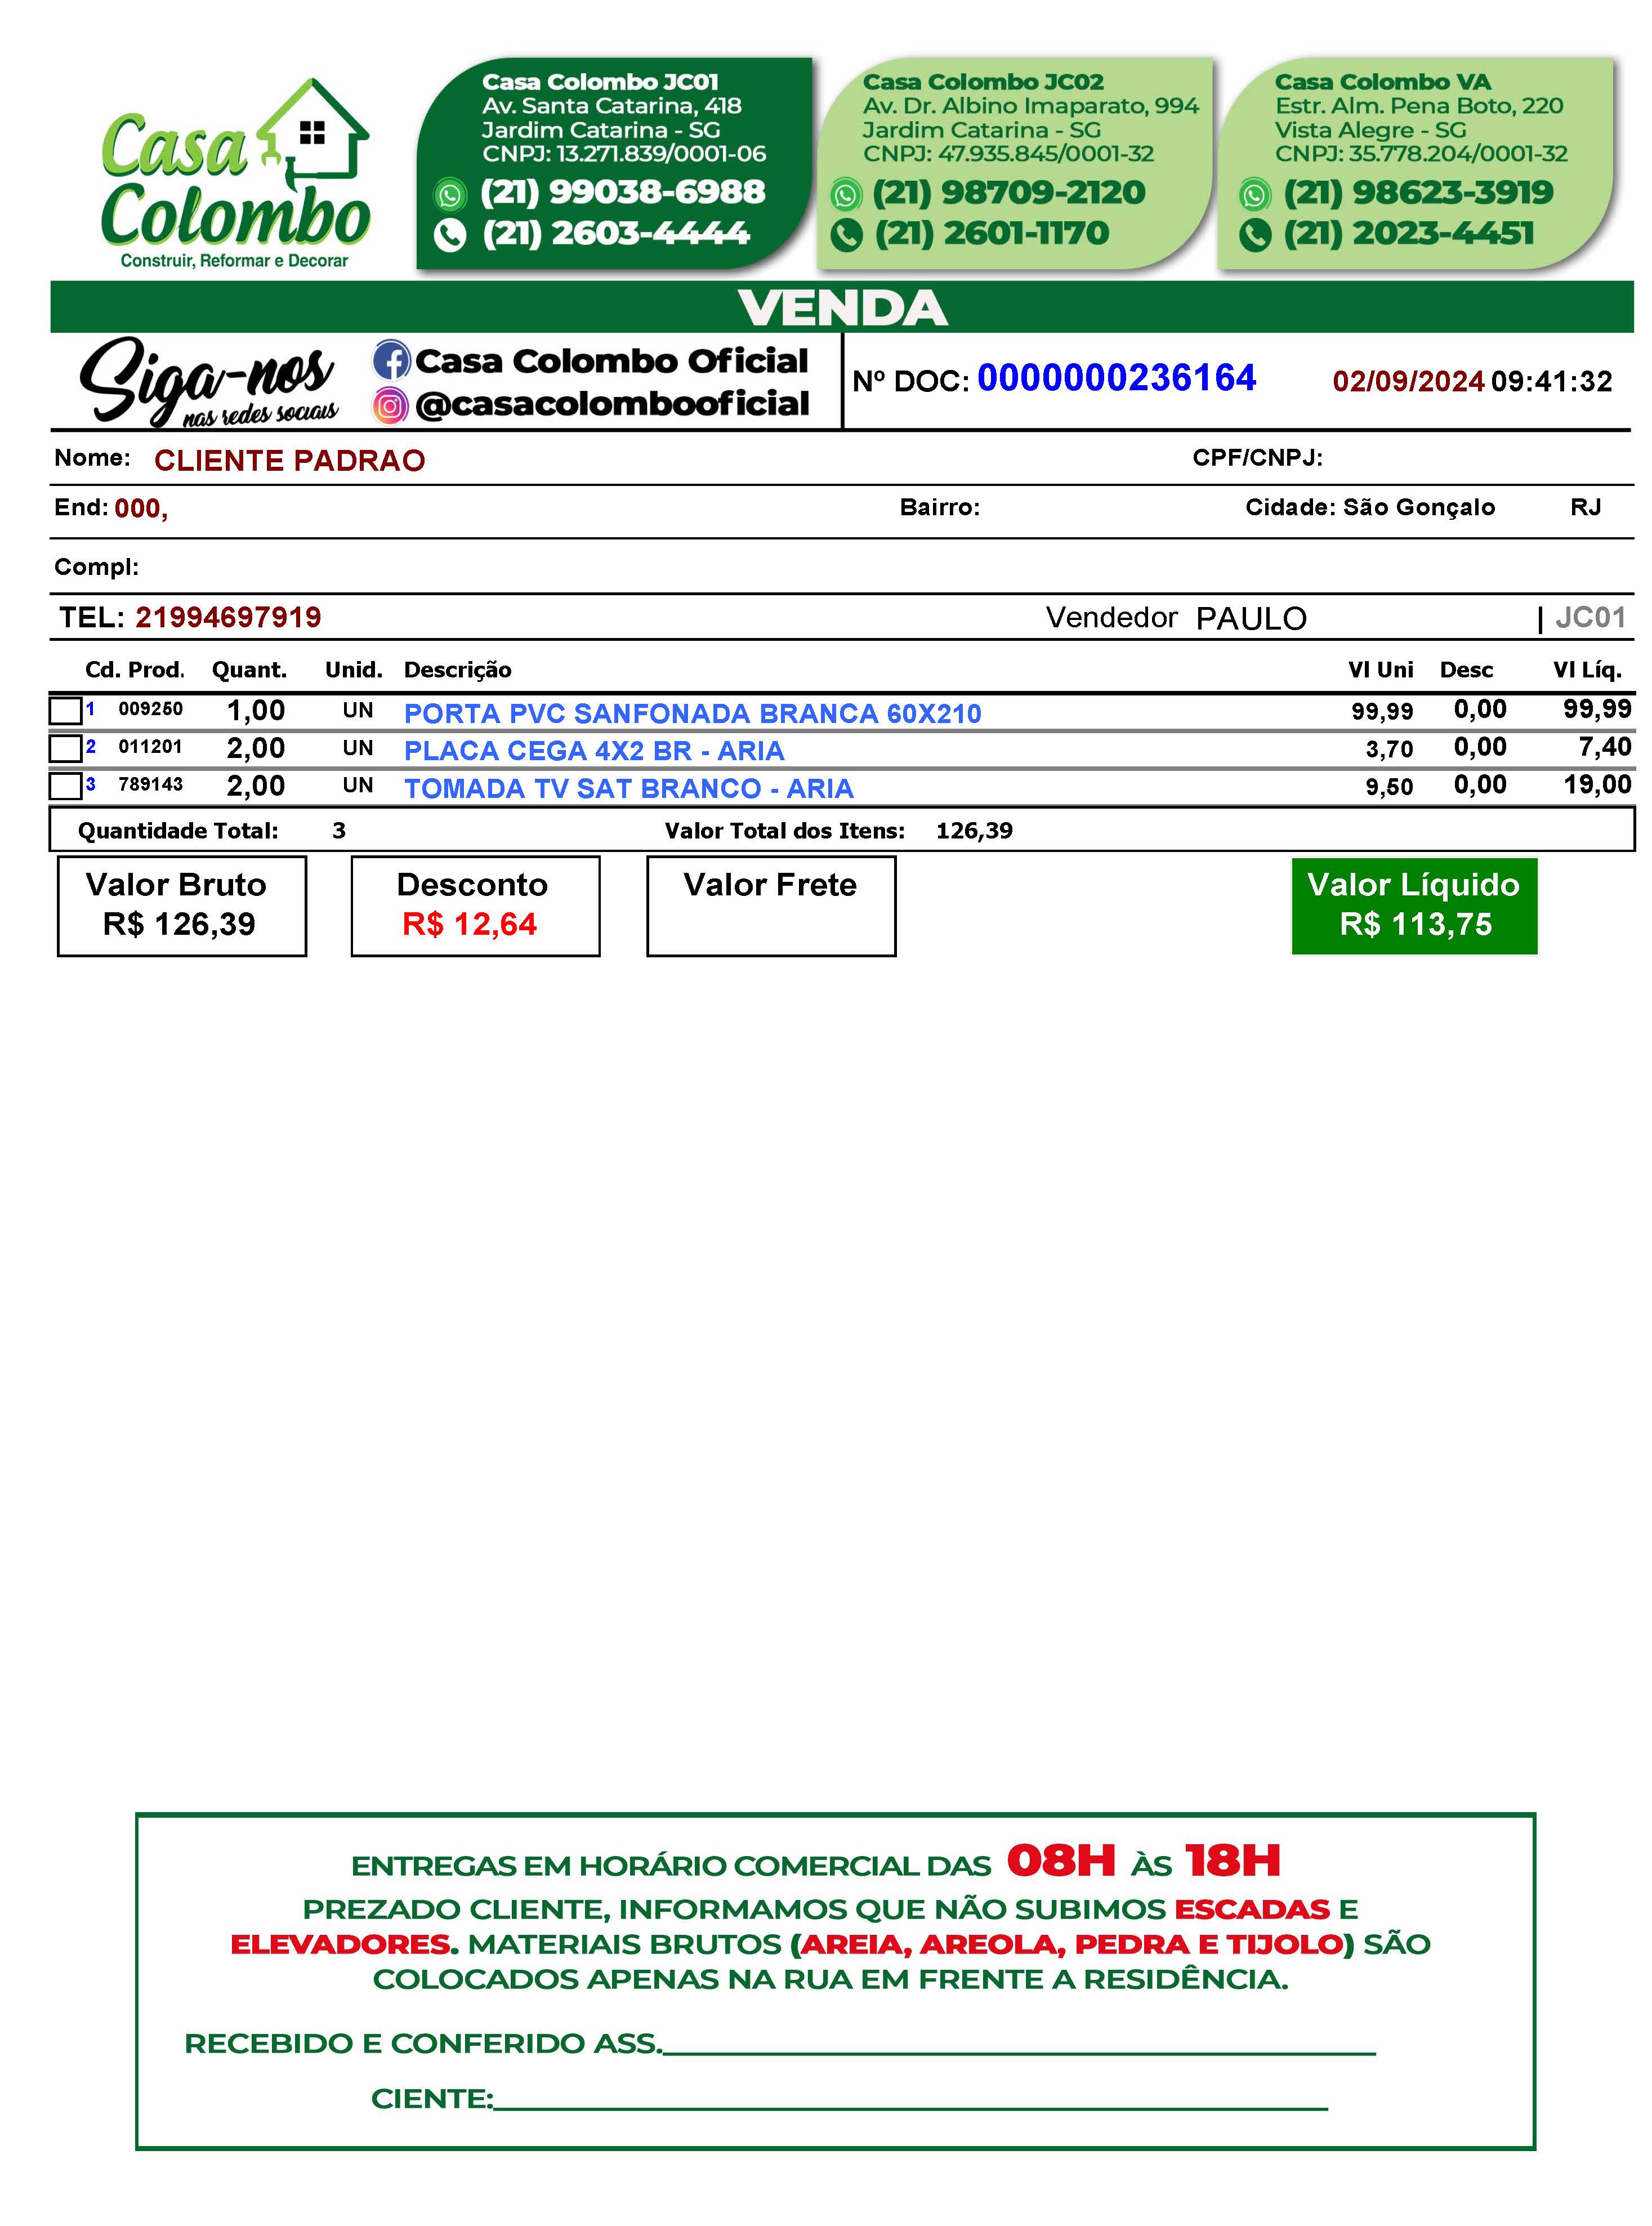 Casa
Colombo
Construir, Reformar e Decorar
Casa Colombo JC01
Av. Santa Catarina, 418
Jardim Catarina - SG
CNPJ: 13.271.839/0001-06
(21) 99038-6988
(21) 2603-4444
Casa Colombo JC02
Av. Dr. Albino Imaparato, 994
Jardim Catarina - SG
CNPJ: 47.935.845/0001-32
(21) 98709-2120
(21) 2601-1170
Casa Colombo VA
Estr. Alm. Pena Boto, 220
Vista Alegre - SG
CNPJ: 35.778.204/0001-32
(21) 98623-3919
(21) 2023-4451
VENDA
Siga-nos
nas redes sociais
Casa Colombo Oficial
@casacolombooficial
Nº DOC: 0000000236164 02/09/2024 09:41:32
Nome: CLIENTE PADRAO CPF/CNPJ:
End: 000, Bairro: Cidade: São Gonçalo RJ
Compl:
TEL: 21994697919 Vendedor PAULO | JC01
Cd. Prod. Quant. Unid. Descrição Vl Uni Desc Vl Líq.
1 009250 1,00 UN PORTA PVC SANFONADA BRANCA 60X210 99,99 0,00 99,99
2 011201 2,00 UN PLACA CEGA 4X2 BR - ARIA 3,70 0,00 7,40
3 789143 2,00 UN TOMADA TV SAT BRANCO - ARIA 9,50 0,00 19,00
Quantidade Total: 3 Valor Total dos Itens: 126,39
Valor Bruto Desconto Valor Frete Valor Líquido
R$ 126,39 R$ 12,64 R$ 113,75
ENTREGAS EM HORÁRIO COMERCIAL DAS 08H ÀS 18H
PREZADO CLIENTE, INFORMAMOS QUE NÃO SUBIMOS ESCADAS E
ELEVADORES. MATERIAIS BRUTOS (AREIA, AREOLA, PEDRA E TIJOLO) SÃO
COLOCADOS APENAS NA RUA EM FRENTE A RESIDÊNCIA.
RECEBIDO E CONFERIDO ASS.
CIENTE: